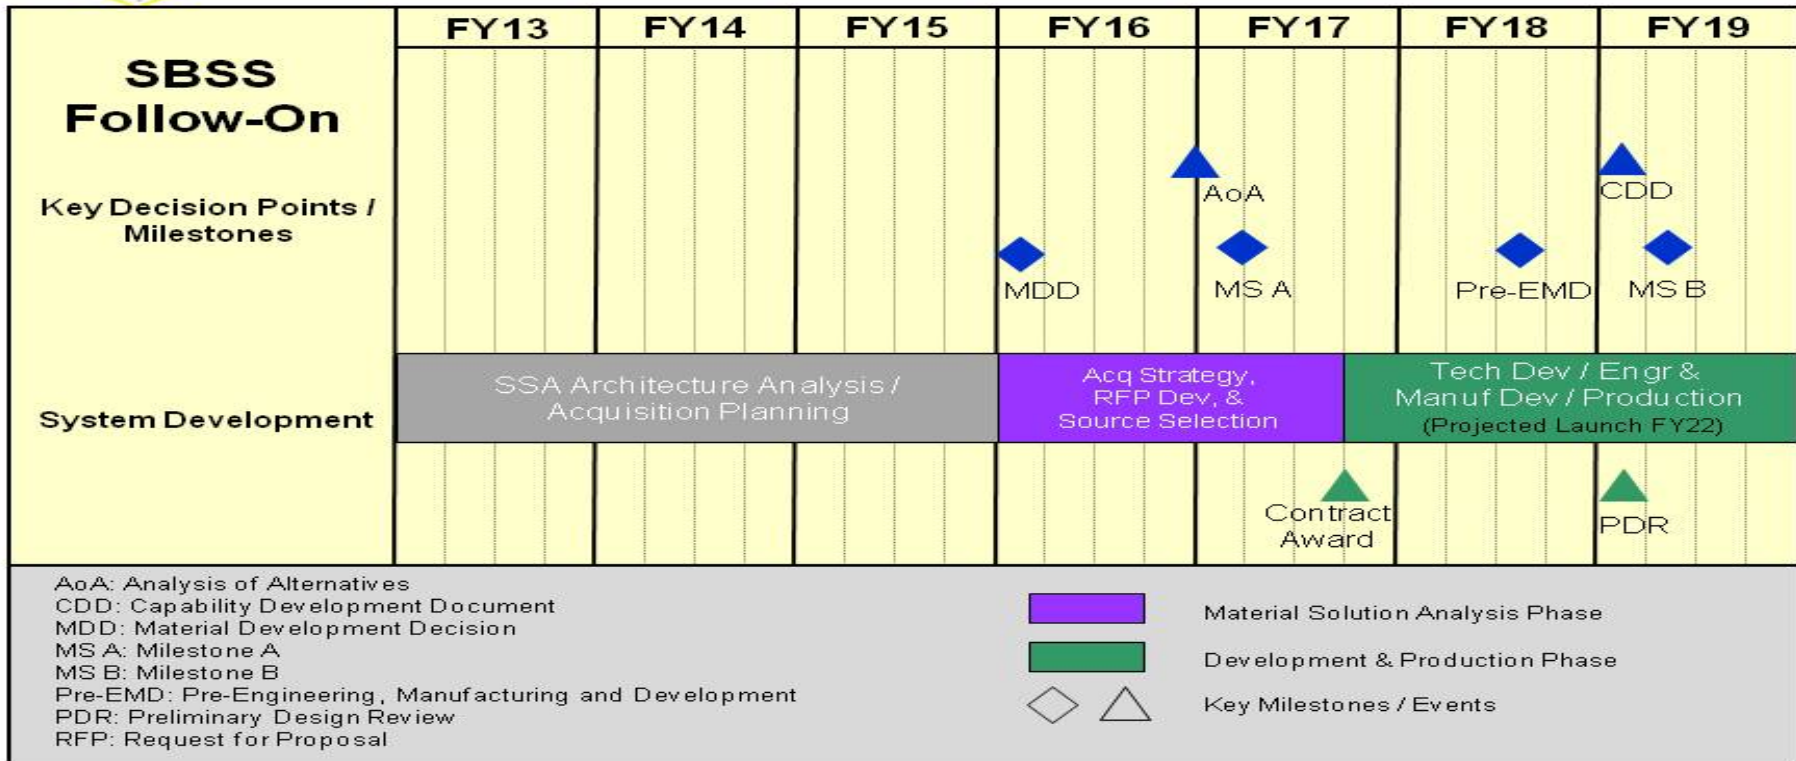 FY13 FY14 FY15 FY16 FY17 FY18 FY19
SBSS
Follow-On
Key Decision Points /
Milestones
AoA
CDD
MDD
MS A
Pre-EMD
MS B
System Development
SSA Architecture Analysis /
Acquisition Planning
Acq Strategy,
RFP Dev, &
Source Selection
Tech Dev / Engr &
Manuf Dev / Production
(Projected Launch FY22)
Contract
Award
PDR
AoA: Analysis of Alternatives
CDD: Capability Development Document
MDD: Material Development Decision
MS A: Milestone A
MS B: Milestone B
Pre-EMD: Pre-Engineering, Manufacturing and Development
PDR: Preliminary Design Review
RFP: Request for Proposal
Material Solution Analysis Phase
Development & Production Phase
Key Milestones / Events